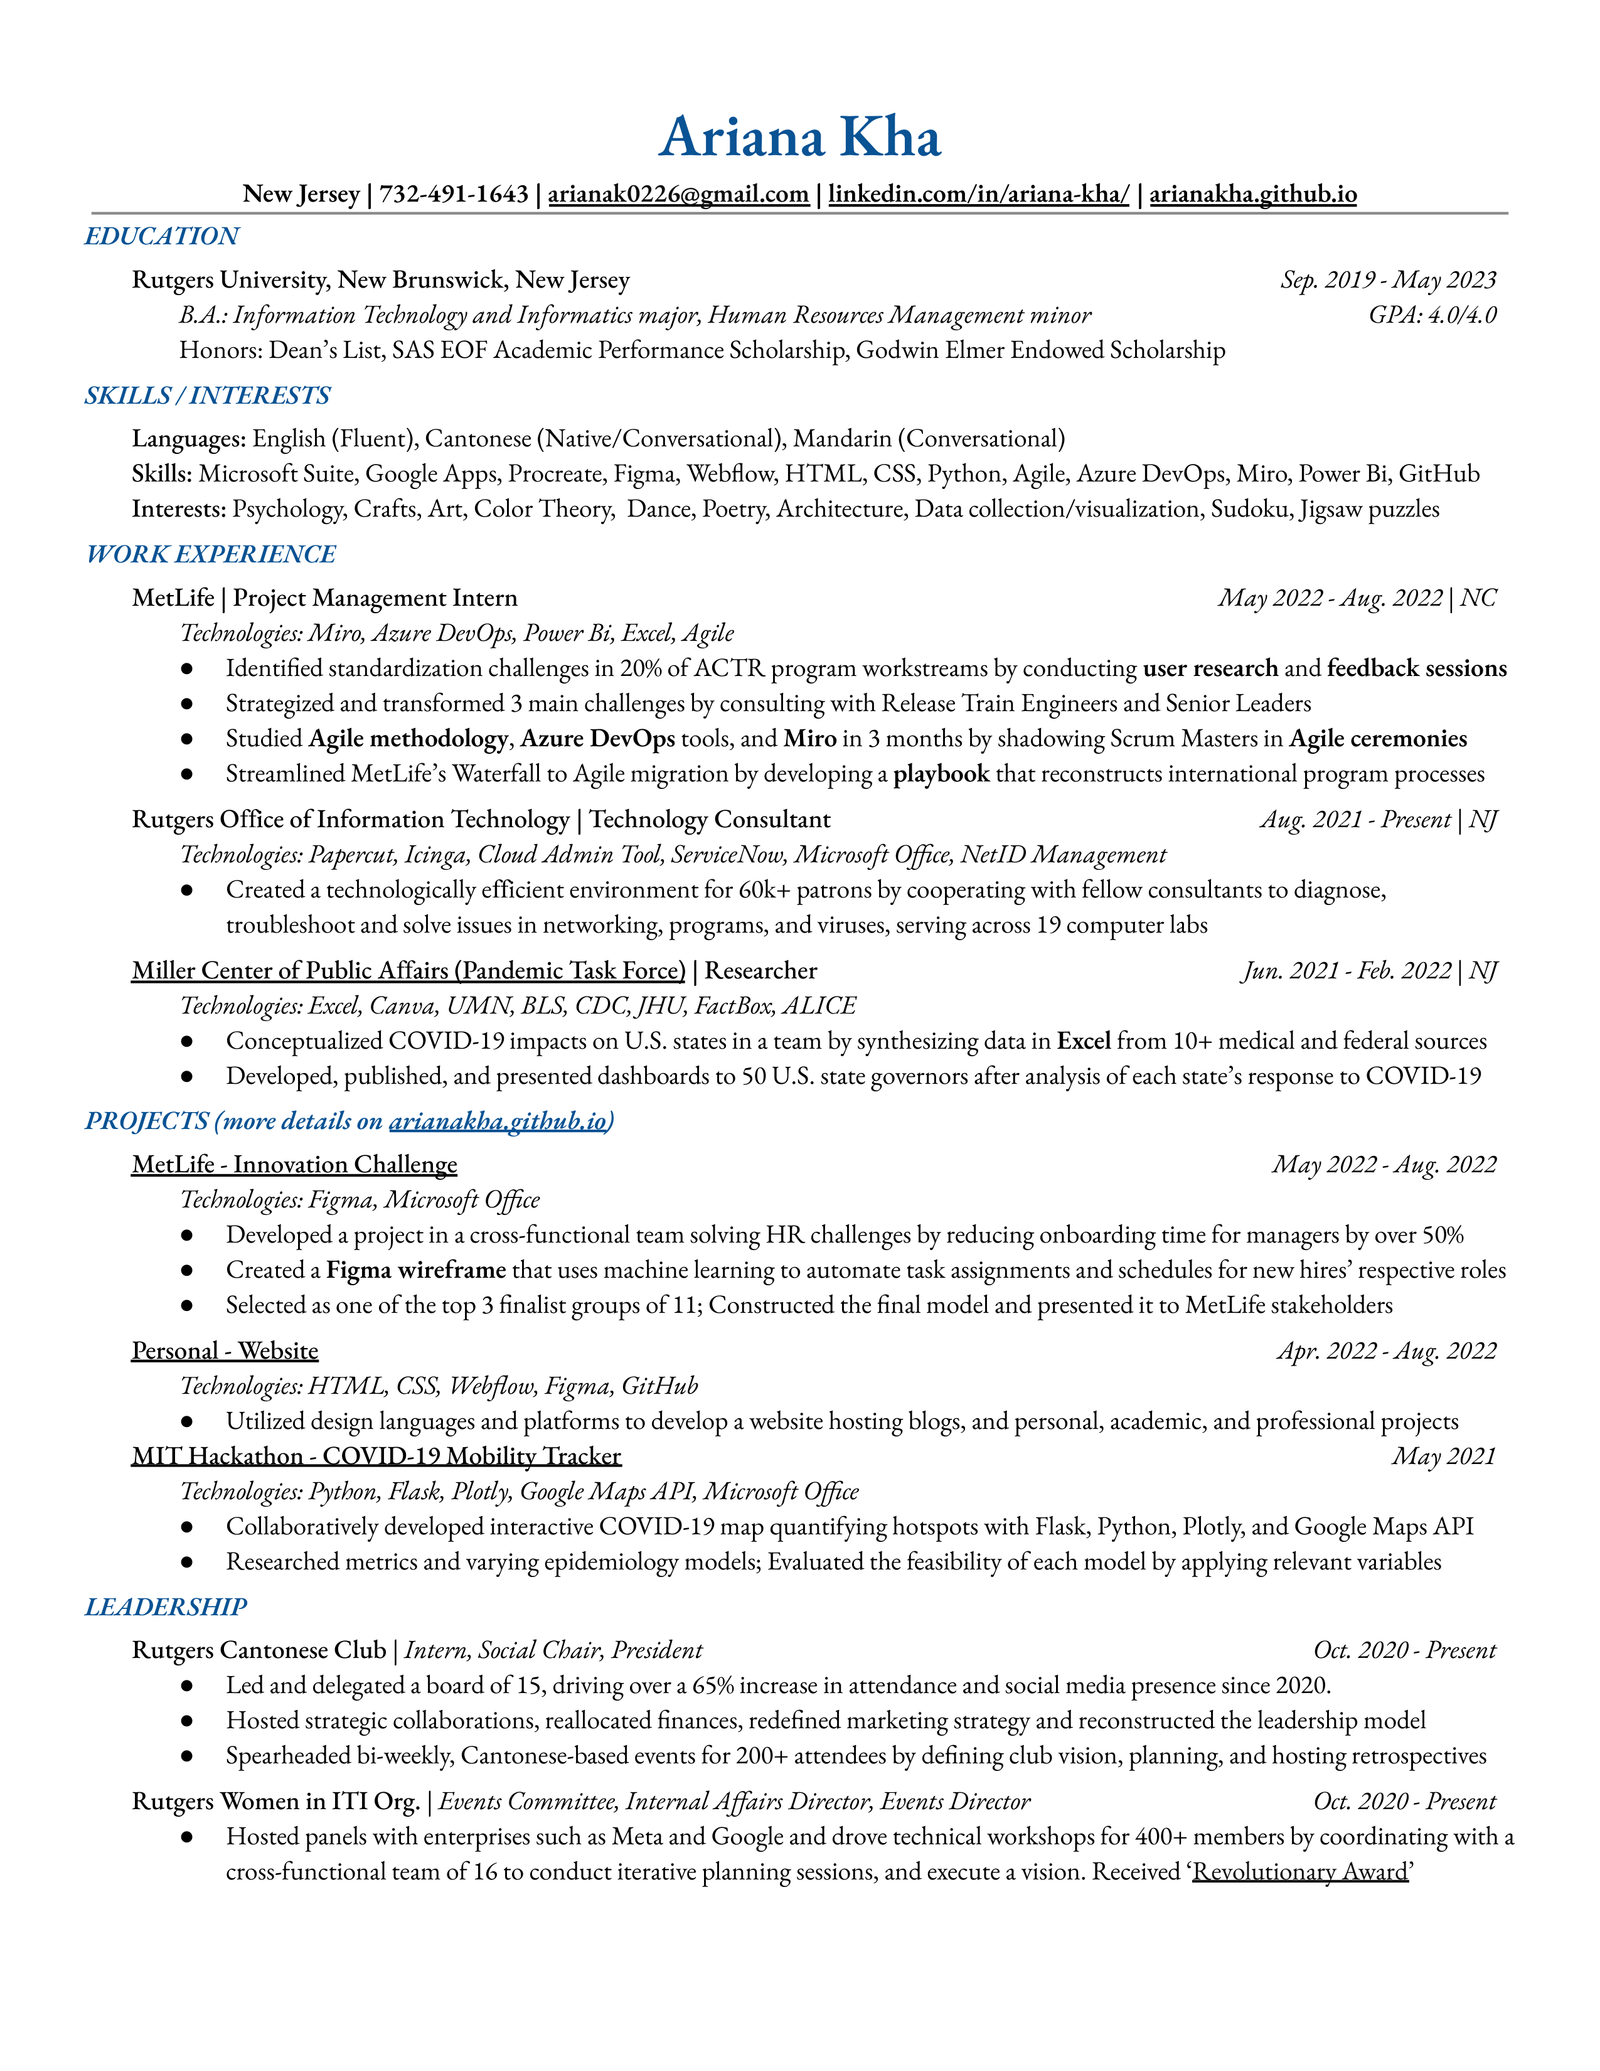 Ariana Kha
New Jersey | 732-491-1643 | arianak0226@gmail.com | linkedin.com/in/ariana-kha/ | arianakha.github.io
EDUCATION
Rutgers University, New Brunswick, New Jersey Sep. 2019 - May 2023
B.A.: Information Technology and Informatics major, Human Resources Management minor GPA: 4.0/4.0
Honors: Dean's List, SAS EOF Academic Performance Scholarship, Godwin Elmer Endowed Scholarship
SKILLS / INTERESTS
Languages: English (Fluent), Cantonese (Native/Conversational), Mandarin (Conversational)
Skills: Microsoft Suite, Google Apps, Procreate, Figma, Webflow, HTML, CSS, Python, Agile, Azure DevOps, Miro, Power Bi, GitHub
Interests: Psychology, Crafts, Art, Color Theory, Dance, Poetry, Architecture, Data collection/visualization, Sudoku, Jigsaw puzzles
WORK EXPERIENCE
MetLife | Project Management Intern May 2022 - Aug. 2022 | NC
Technologies: Miro, Azure DevOps, Power Bi, Excel, Agile
● Identified standardization challenges in 20% of ACTR program workstreams by conducting user research and feedback sessions
● Strategized and transformed 3 main challenges by consulting with Release Train Engineers and Senior Leaders
● Studied Agile methodology, Azure DevOps tools, and Miro in 3 months by shadowing Scrum Masters in Agile ceremonies
● Streamlined MetLife's Waterfall to Agile migration by developing a playbook that reconstructs international program processes
Rutgers Office of Information Technology | Technology Consultant Aug. 2021 - Present | NJ
Technologies: Papercut, Icinga, Cloud Admin Tool, ServiceNow, Microsoft Office, NetID Management
● Created a technologically efficient environment for 60k+ patrons by cooperating with fellow consultants to diagnose,
troubleshoot and solve issues in networking, programs, and viruses, serving across 19 computer labs
Miller Center of Public Affairs (Pandemic Task Force) | Researcher Jun. 2021 - Feb. 2022 | NJ
Technologies: Excel, Canva, UMN, BLS, CDC, JHU, FactBox, ALICE
● Conceptualized COVID-19 impacts on U.S. states in a team by synthesizing data in Excel from 10+ medical and federal sources
● Developed, published, and presented dashboards to 50 U.S. state governors after analysis of each state's response to COVID-19
PROJECTS (more details on arianakha.github.io)
MetLife - Innovation Challenge May 2022 - Aug. 2022
Technologies: Figma, Microsoft Office
● Developed a project in a cross-functional team solving HR challenges by reducing onboarding time for managers by over 50%
● Created a Figma wireframe that uses machine learning to automate task assignments and schedules for new hires' respective roles
● Selected as one of the top 3 finalist groups of 11; Constructed the final model and presented it to MetLife stakeholders
Personal - Website Apr. 2022 - Aug. 2022
Technologies: HTML, CSS, Webflow, Figma, GitHub
● Utilized design languages and platforms to develop a website hosting blogs, and personal, academic, and professional projects
MIT Hackathon - COVID-19 Mobility Tracker May 2021
Technologies: Python, Flask, Plotly, Google Maps API, Microsoft Office
● Collaboratively developed interactive COVID-19 map quantifying hotspots with Flask, Python, Plotly, and Google Maps API
● Researched metrics and varying epidemiology models; Evaluated the feasibility of each model by applying relevant variables
LEADERSHIP
Rutgers Cantonese Club | Intern, Social Chair, President Oct. 2020 - Present
● Led and delegated a board of 15, driving over a 65% increase in attendance and social media presence since 2020.
● Hosted strategic collaborations, reallocated finances, redefined marketing strategy and reconstructed the leadership model
● Spearheaded bi-weekly, Cantonese-based events for 200+ attendees by defining club vision, planning, and hosting retrospectives
Rutgers Women in ITI Org. | Events Committee, Internal Affairs Director, Events Director Oct. 2020 - Present
● Hosted panels with enterprises such as Meta and Google and drove technical workshops for 400+ members by coordinating with a
cross-functional team of 16 to conduct iterative planning sessions, and execute a vision. Received 'Revolutionary Award'